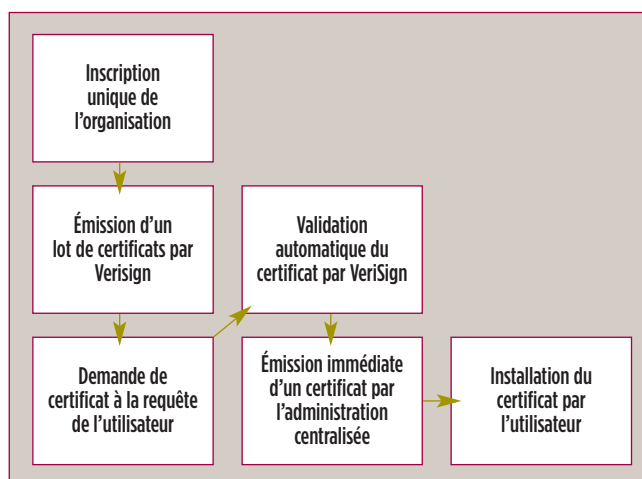 Inscription
unique de
l'organisation
Émission d'un
lot de certificats par
Verisign
Demande de
certificat à la requête
de l'utilisateur
Validation
automatique du
certificat par VeriSign
Émission immédiate
d'un certificat par
l'administration
centralisée
Installation du
certificat par
l'utilisateur